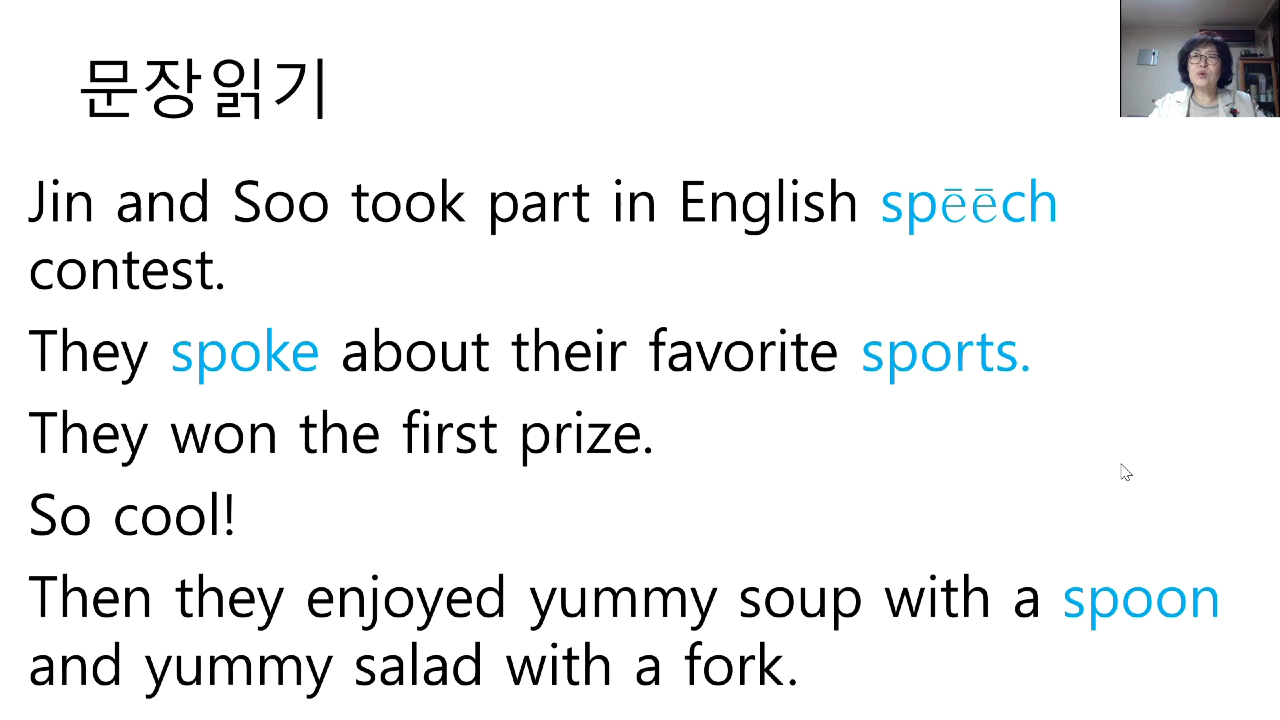 문장읽기
Jin and Soo took part in English spēēch
contest.
They spoke about their favorite sports.
They won the first prize.
So cool!
Then they enjoyed yummy soup with a spoon
and yummy salad with a fork.